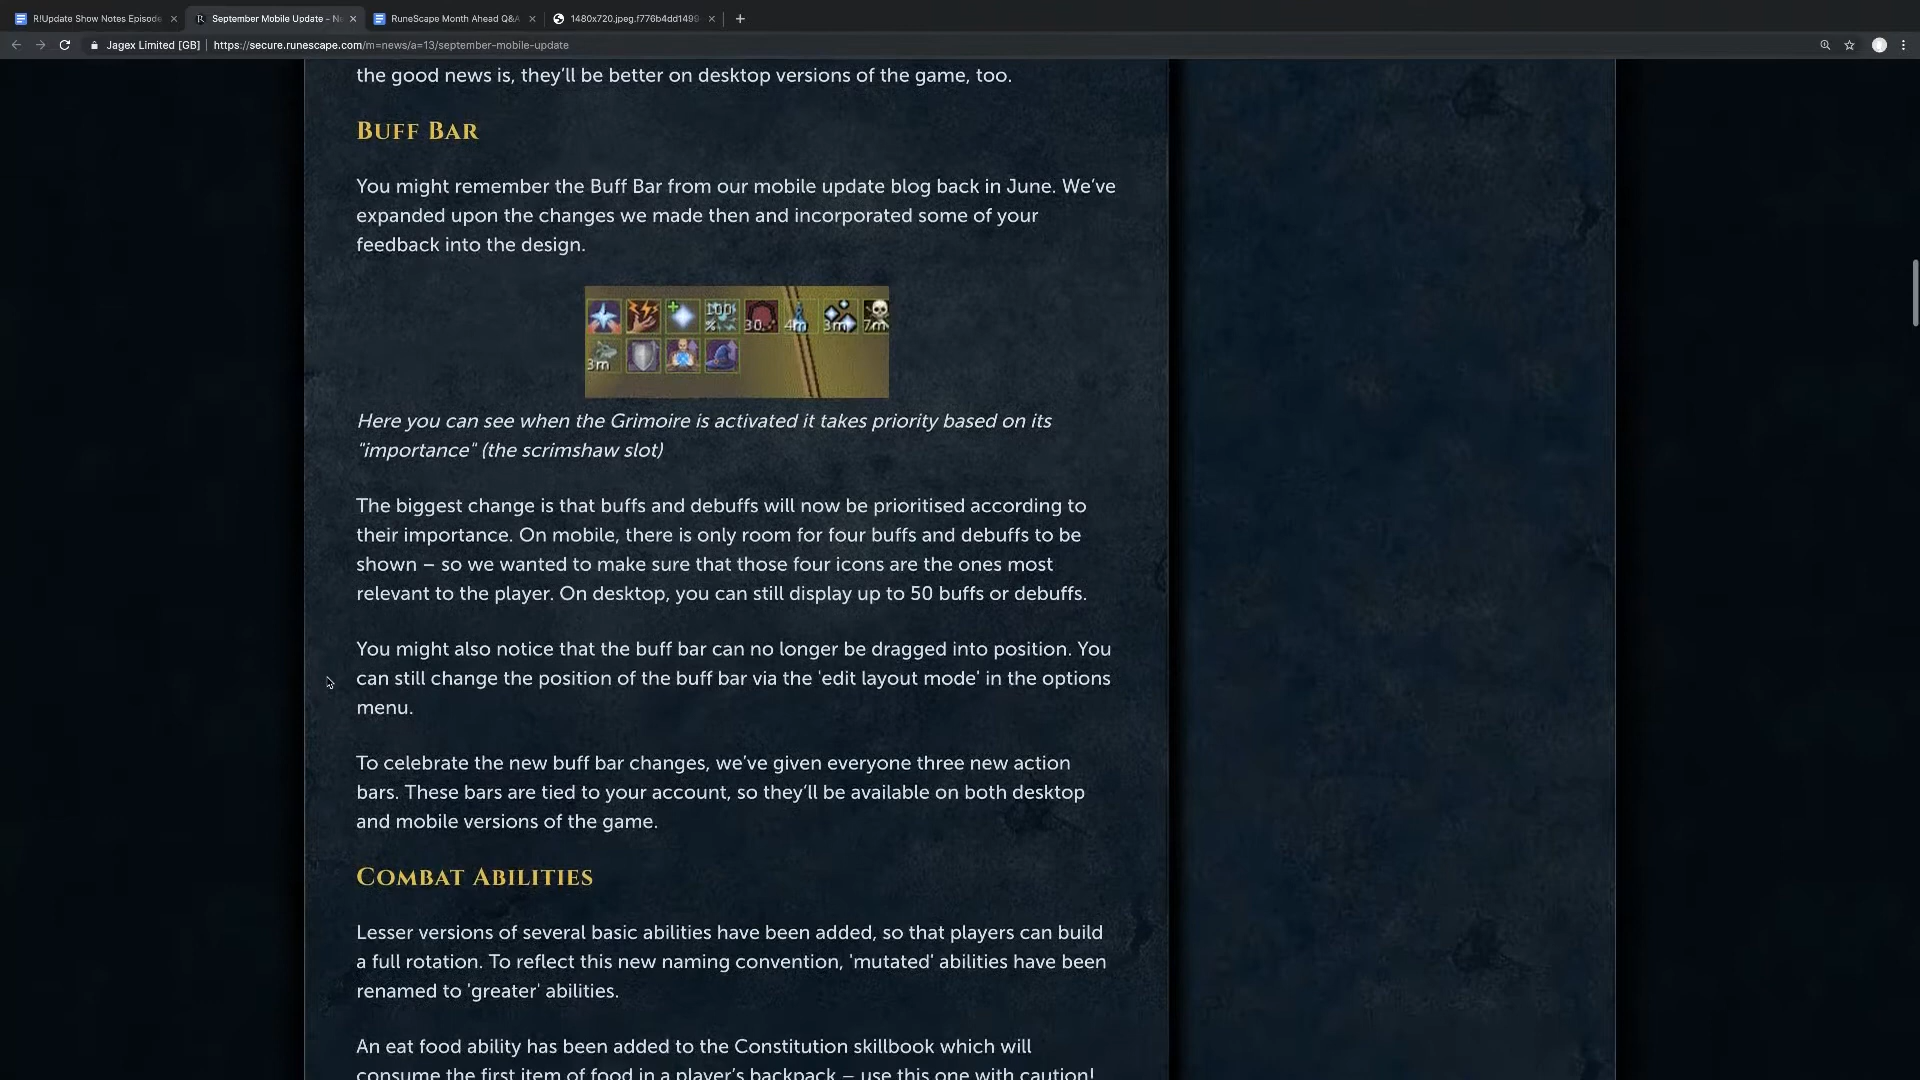 R!Update Show Notes Episode
September Mobile Update - Ne
RuneScape Month Ahead Q&A
1480x720.jpeg.f776b4dd1499
Jagex Limited [GB] https://secure.runescape.com/m=news/a=13/september-mobile-update
the good news is, they'll be better on desktop versions of the game, too.
BUFF BAR
You might remember the Buff Bar from our mobile update blog back in June. We've
expanded upon the changes we made then and incorporated some of your
feedback into the design.
100
% 30. 4m 3m 7m
3m
Here you can see when the Grimoire is activated it takes priority based on its
"importance" (the scrimshaw slot)
The biggest change is that buffs and debuffs will now be prioritised according to
their importance. On mobile, there is only room for four buffs and debuffs to be
shown – so we wanted to make sure that those four icons are the ones most
relevant to the player. On desktop, you can still display up to 50 buffs or debuffs.
You might also notice that the buff bar can no longer be dragged into position. You
can still change the position of the buff bar via the 'edit layout mode' in the options
menu.
To celebrate the new buff bar changes, we've given everyone three new action
bars. These bars are tied to your account, so they'll be available on both desktop
and mobile versions of the game.
COMBAT ABILITIES
Lesser versions of several basic abilities have been added, so that players can build
a full rotation. To reflect this new naming convention, 'mutated' abilities have been
renamed to 'greater' abilities.
An eat food ability has been added to the Constitution skillbook which will
consume the first item of food in a player's backpack – use this one with caution!